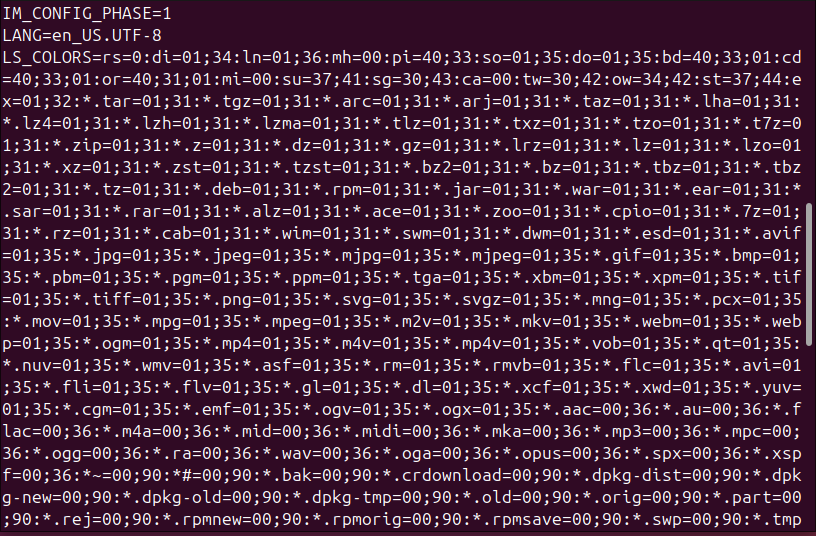 IM_CONFIG_PHASE=1
LANG=en_US.UTF-8
LS_COLORS=rs=0:di=01;34:ln=01;36:mh=00:pi=40;33:so=01;35:do=01;35:bd=40;33;01:cd
=40;33;01:or=40;31;01:mi=00:su=37;41:sg=30;43:ca=00:tw=30;42:ow=34;42:st=37;44:e
x=01;32:*.tar=01;31:*.tgz=01;31:*.arc=01;31:*.arj=01;31:*.taz=01;31:*.lha=01;31:
*.lz4=01;31:*.lzh=01;31:*.lzma=01;31:*.tlz=01;31:*.txz=01;31:*.tzo=01;31:*.t7z=0
1;31:*.zip=01;31:*.z=01;31:*.dz=01;31:*.gz=01;31:*.lrz=01;31:*.lz=01;31:*.lzo=01
;31:*.xz=01;31:*.zst=01;31:*.tzst=01;31:*.bz2=01;31:*.bz=01;31:*.tbz=01;31:*.tbz
2=01;31:*.tz=01;31:*.deb=01;31:*.rpm=01;31:*.jar=01;31:*.war=01;31:*.ear=01;31:*
.sar=01;31:*.rar=01;31:*.alz=01;31:*.ace=01;31:*.zoo=01;31:*.cpio=01;31:*.7z=01;
31:*.rz=01;31:*.cab=01;31:*.wim=01;31:*.swm=01;31:*.dwm=01;31:*.esd=01;31:*.avif
=01;35:*.jpg=01;35:*.jpeg=01;35:*.mjpg=01;35:*.mjpeg=01;35:*.gif=01;35:*.bmp=01;
35:*.pbm=01;35:*.pgm=01;35:*.ppm=01;35:*.tga=01;35:*.xbm=01;35:*.xpm=01;35:*.tif
=01;35:*.tiff=01;35:*.png=01;35:*.svg=01;35:*.svgz=01;35:*.mng=01;35:*.pcx=01;35
:*.mov=01;35:*.mpg=01;35:*.mpeg=01;35:*.m2v=01;35:*.mkv=01;35:*.webm=01;35:*.web
p=01;35:*.ogm=01;35:*.mp4=01;35:*.m4v=01;35:*.mp4v=01;35:*.vob=01;35:*.qt=01;35:
*.nuv=01;35:*.wmv=01;35:*.asf=01;35:*.rm=01;35:*.rmvb=01;35:*.flc=01;35:*.avi=01
;35:*.fli=01;35:*.flv=01;35:*.gl=01;35:*.dl=01;35:*.xcf=01;35:*.xwd=01;35:*.yuv=
01;35:*.cgm=01;35:*.emf=01;35:*.ogv=01;35:*.ogx=01;35:*.aac=00;36:*.au=00;36:*.f
lac=00;36:*.m4a=00;36:*.mid=00;36:*.midi=00;36:*.mka=00;36:*.mp3=00;36:*.mpc=00;
36:*.ogg=00;36:*.ra=00;36:*.wav=00;36:*.oga=00;36:*.opus=00;36:*.spx=00;36:*.xsp
f=00;36:*~=00;90:*#=00;90:*.bak=00;90:*.crdownload=00;90:*.dpkg-dist=00;90:*.dpk
g-new=00;90:*.dpkg-old=00;90:*.dpkg-tmp=00;90:*.old=00;90:*.orig=00;90:*.part=00
;90:*.rej=00;90:*.rpmnew=00;90:*.rpmorig=00;90:*.rpmsave=00;90:*.swp=00;90:*.tmp